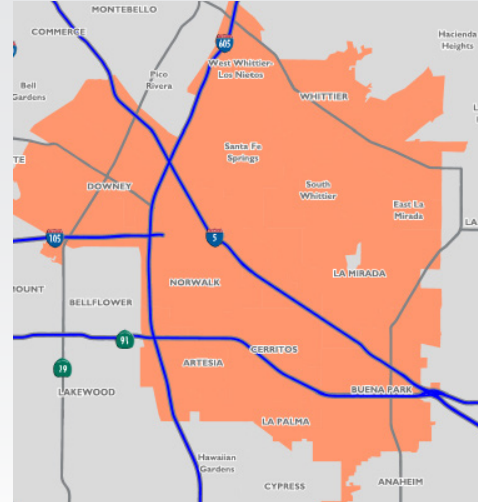 MONTEBELLO
COMMERCE
605
Hacienda
Heights
West Whittier-
Los Nietos
Pico
Rivera
Bell
Gardens
WHITTIER
Santa Fe
Springs
DOWNEY
South
Whittier
East La
Mirada
LA
105
5
LA MIRADA
NORWALK
MOUNT
BELLFLOWER
91
CERRITOS
ARTESIA
19
LAKEWOOD
BUENA PARK
LA PALMA
Hawaiian
Gardens
CYPRESS
ANAHEIM